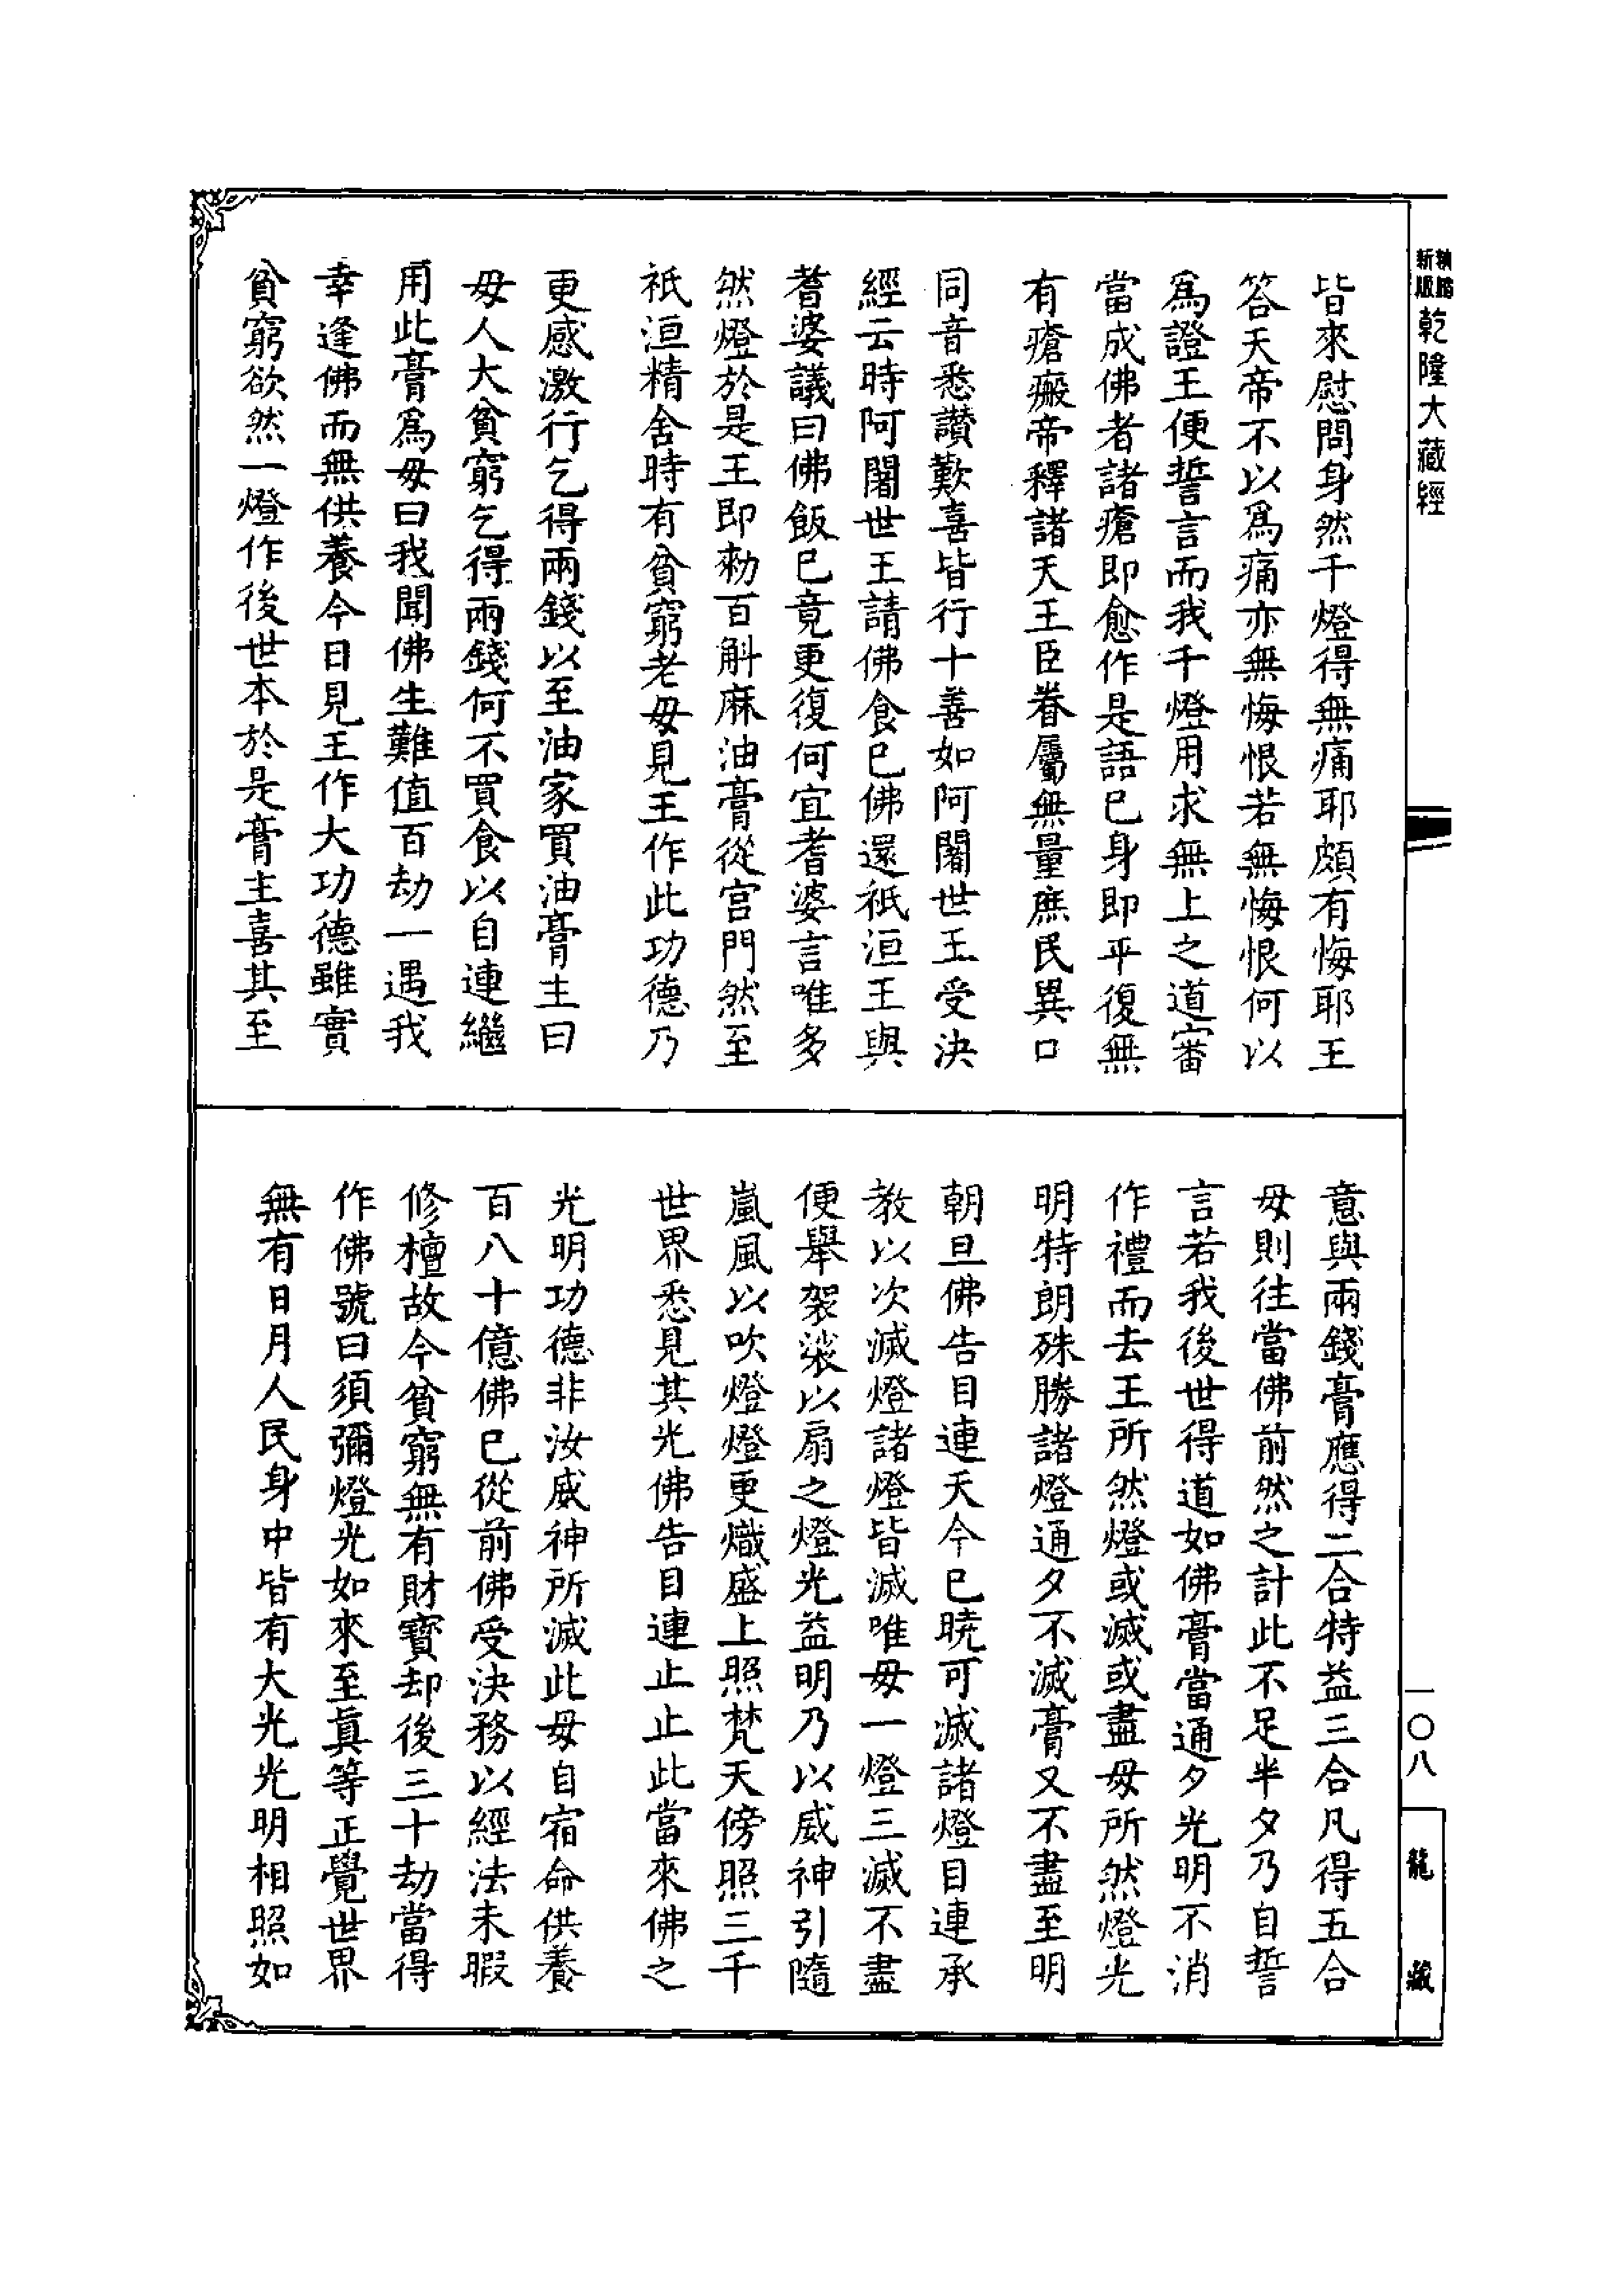 新版
乾隆大藏經
皆來慰問身然千燈得無痛耶頗有悔耶王
答天帝不以爲痛亦無悔恨若無悔恨何以
爲證王便誓言而我千燈用求無上之道審
當成佛者諸瘡即愈作是語已身即平復無
有瘡瘢帝釋諸天王臣眷屬無量庶民異口
同音悉讚歎喜皆行十善如阿闍世王受決
經云時阿闍世王請佛食已佛還祇洹王與
耆婆議曰佛飯已竟更復何宜耆婆言唯多
然燈於是王即勑百斛麻油膏從宮門然至
祇洹精舍時有貧窮老母見王作此功德乃
更感激行乞得兩錢以至油家買油膏主曰
母人大貧窮乞得兩錢何不買食以自連繼
用此膏爲母曰我聞佛生難值百劫一遇我
幸逢佛而無供養今日見王作大功德雖實
貧窮欲然一燈作後世本於是膏主喜其至
意與兩錢膏應得二合特益三合凡得五合
母則往當佛前然之計此不足半夕乃自誓
言若我後世得道如佛膏當通夕光明不消
作禮而去王所然燈或滅或盡母所然燈光
明特朗殊勝諸燈通夕不滅膏又不盡至明
朝旦佛告目連天今已曉可滅諸燈目連承
教以次滅燈諸燈皆滅唯母一燈三滅不盡
便舉袈裟以扇之燈光益明乃以威神引隨
嵐風以吹燈燈更熾盛上照梵天傍照三千
世界悉見其光佛告目連止止此當來佛之
光明功德非汝威神所滅此母自宿命供養
百八十億佛已從前佛受決務以經法未暇
修檀故今貧窮無有財寶却後三十劫當得
作佛號曰須彌燈光如來至真等正覺世界
無有日月人民身中皆有大光光明相照如
一〇八
龍藏